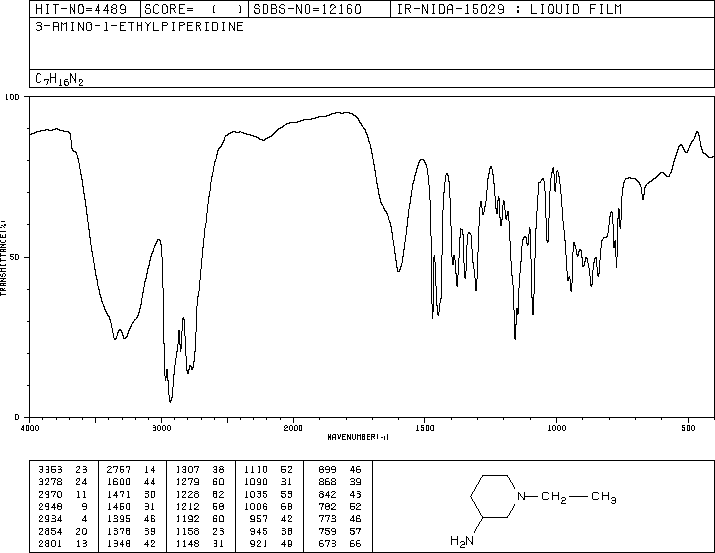 HIT-NO=4489 SCORE= ( ) SDBS-NO=12160 IR-NIDA-15029 : LIQUID FILM
3-AMINO-1-ETHYLPIPERIDINE
C7H16N2
100
50
0
TRANSMITTANCE(%)
4000 3000 2000 1500 1000 500
WAVENUMBER(-1)
3363 23 2767 14 1307 38 1110 52 899 46
3278 24 1600 44 1279 60 1090 31 868 39
2970 11 1471 30 1228 62 1035 53 842 43
2948 9 1450 31 1212 58 1006 68 782 52
2934 4 1395 46 1192 60 957 42 773 46
2854 20 1378 39 1158 23 945 38 759 57
2801 13 1348 42 1148 31 921 49 673 66
N CH2 CH3
H2N